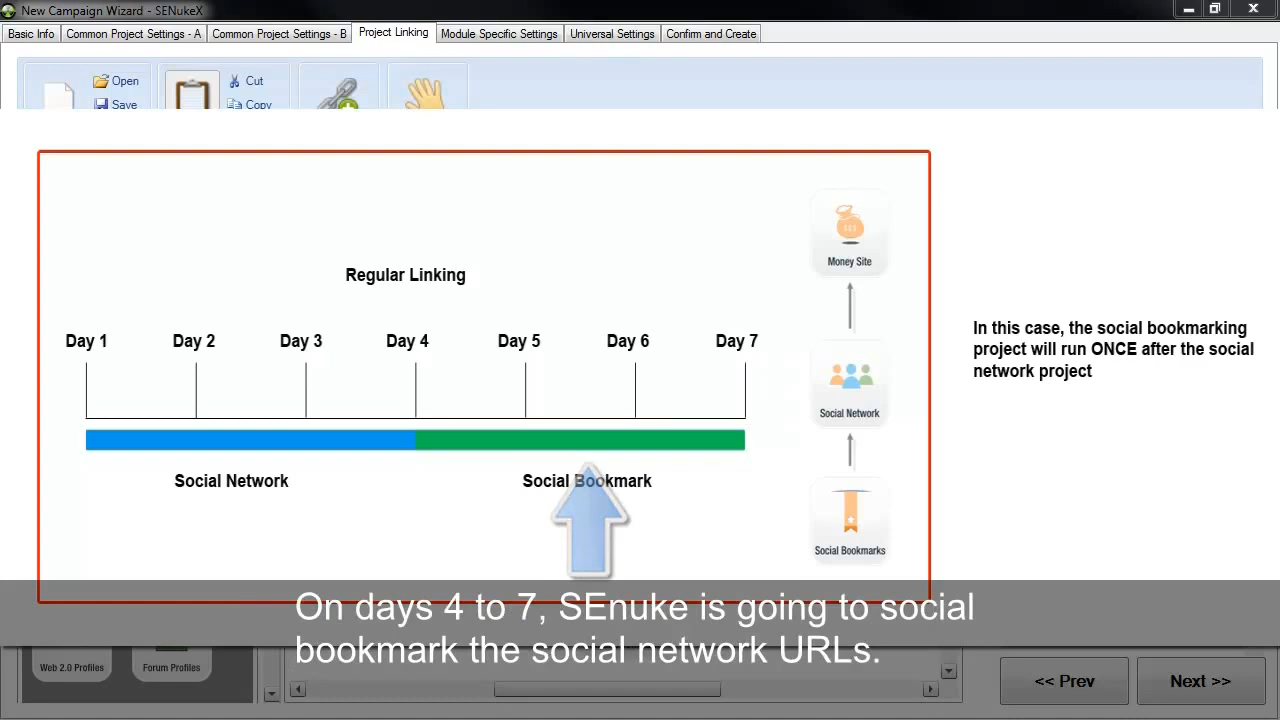 New Campaign Wizard - SENukeX
Basic Info
Common Project Settings - A
Common Project Settings - B
Project Linking
Module Specific Settings
Universal Settings
Confirm and Create
Open
Cut
Save
Copy
Money Site
Regular Linking
Day 1 Day 2 Day 3 Day 4 Day 5 Day 6 Day 7
In this case, the social bookmarking
project will run ONCE after the social
network project
Social Network
Social Network
Social Bookmark
Social Bookmarks
On days 4 to 7, SEnuke is going to social
bookmark the social network URLs.
Web 2.0 Profiles
Forum Profiles
<< Prev
Next >>